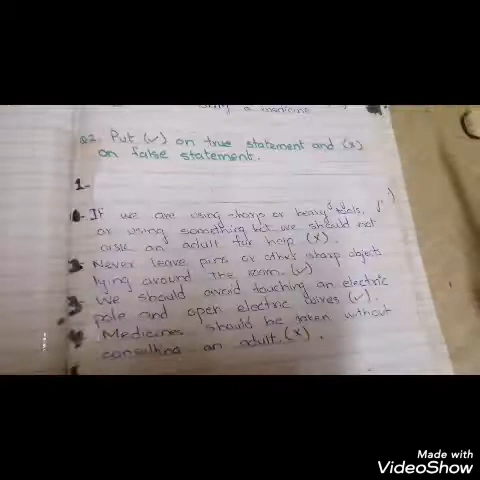 using a medicine
Q2. Put (✓) on true statement and (x)
on false statement.
1-
If we are using sharp or heavy tools,
or using something hot we should not
ask an adult for help (x).
Never leave pins or other sharp objects
lying around the room. (✓)
We should avoid touching an electric
pole and open electric wires (✓).
Medicines should be taken without
consulting an adult. (x).
Made with
VideoShow